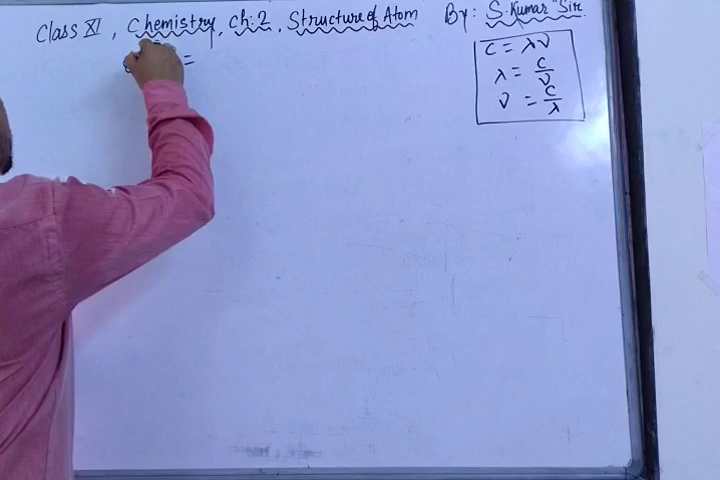 Class XI, Chemistry, Ch:2, Structure of Atom By: S. Kumar "Sir"
C = λν
λ = C/ν
ν = C/λ
=